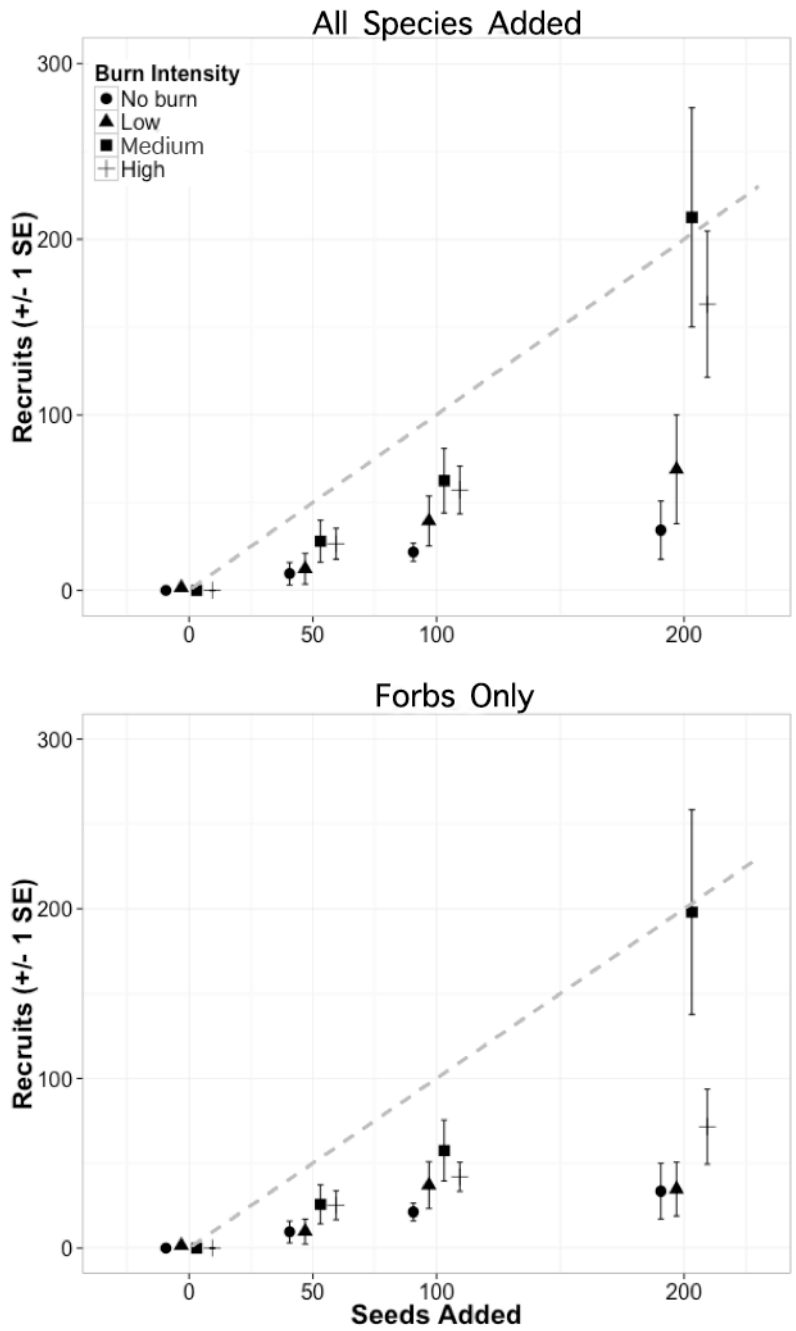 All Species Added
300
Burn Intensity
No burn
Low
Medium
High
200
100
0
Recruits (+/- 1 SE)
0 50 100 200
Forbs Only
300
200
100
0
Recruits (+/- 1 SE)
0 50 100 200
Seeds Added